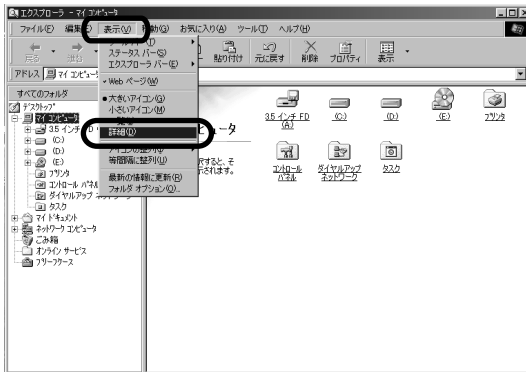 エクスプローラ - マイ コンピュータ
ファイル(F) 編集(E) 表示(V) お気に入り(A) ツール(T) ヘルプ(H)
戻る 進む 貼り付け 元に戻す 削除 プロパティ 表示
アドレス マイ コンピュータ
ツールバー(T)
ステータス バー(S)
エクスプローラ バー(E)
Web ページ(W)
大きいアイコン(G)
小さいアイコン(M)
詳細(D)
アイコンの整列(I)
等間隔に整列(U)
最新の情報に更新(R)
フォルダ オプション(O)...
すべてのフォルダ
デスクトップ
マイ コンピュータ
3.5 インチ FD
(C:)
(D:)
(E:)
プリンタ
コントロール パネル
ダイヤルアップ ネットワーク
タスク
マイ ドキュメント
ネットワーク コンピュータ
ごみ箱
オンライン サービス
ブリーフケース
ピュータ
択すると、そ
示されます。
3.5 インチ FD
(A:)
(C:)
(D:)
(E:)
プリンタ
コントロール
パネル
ダイヤルアップ
ネットワーク
タスク